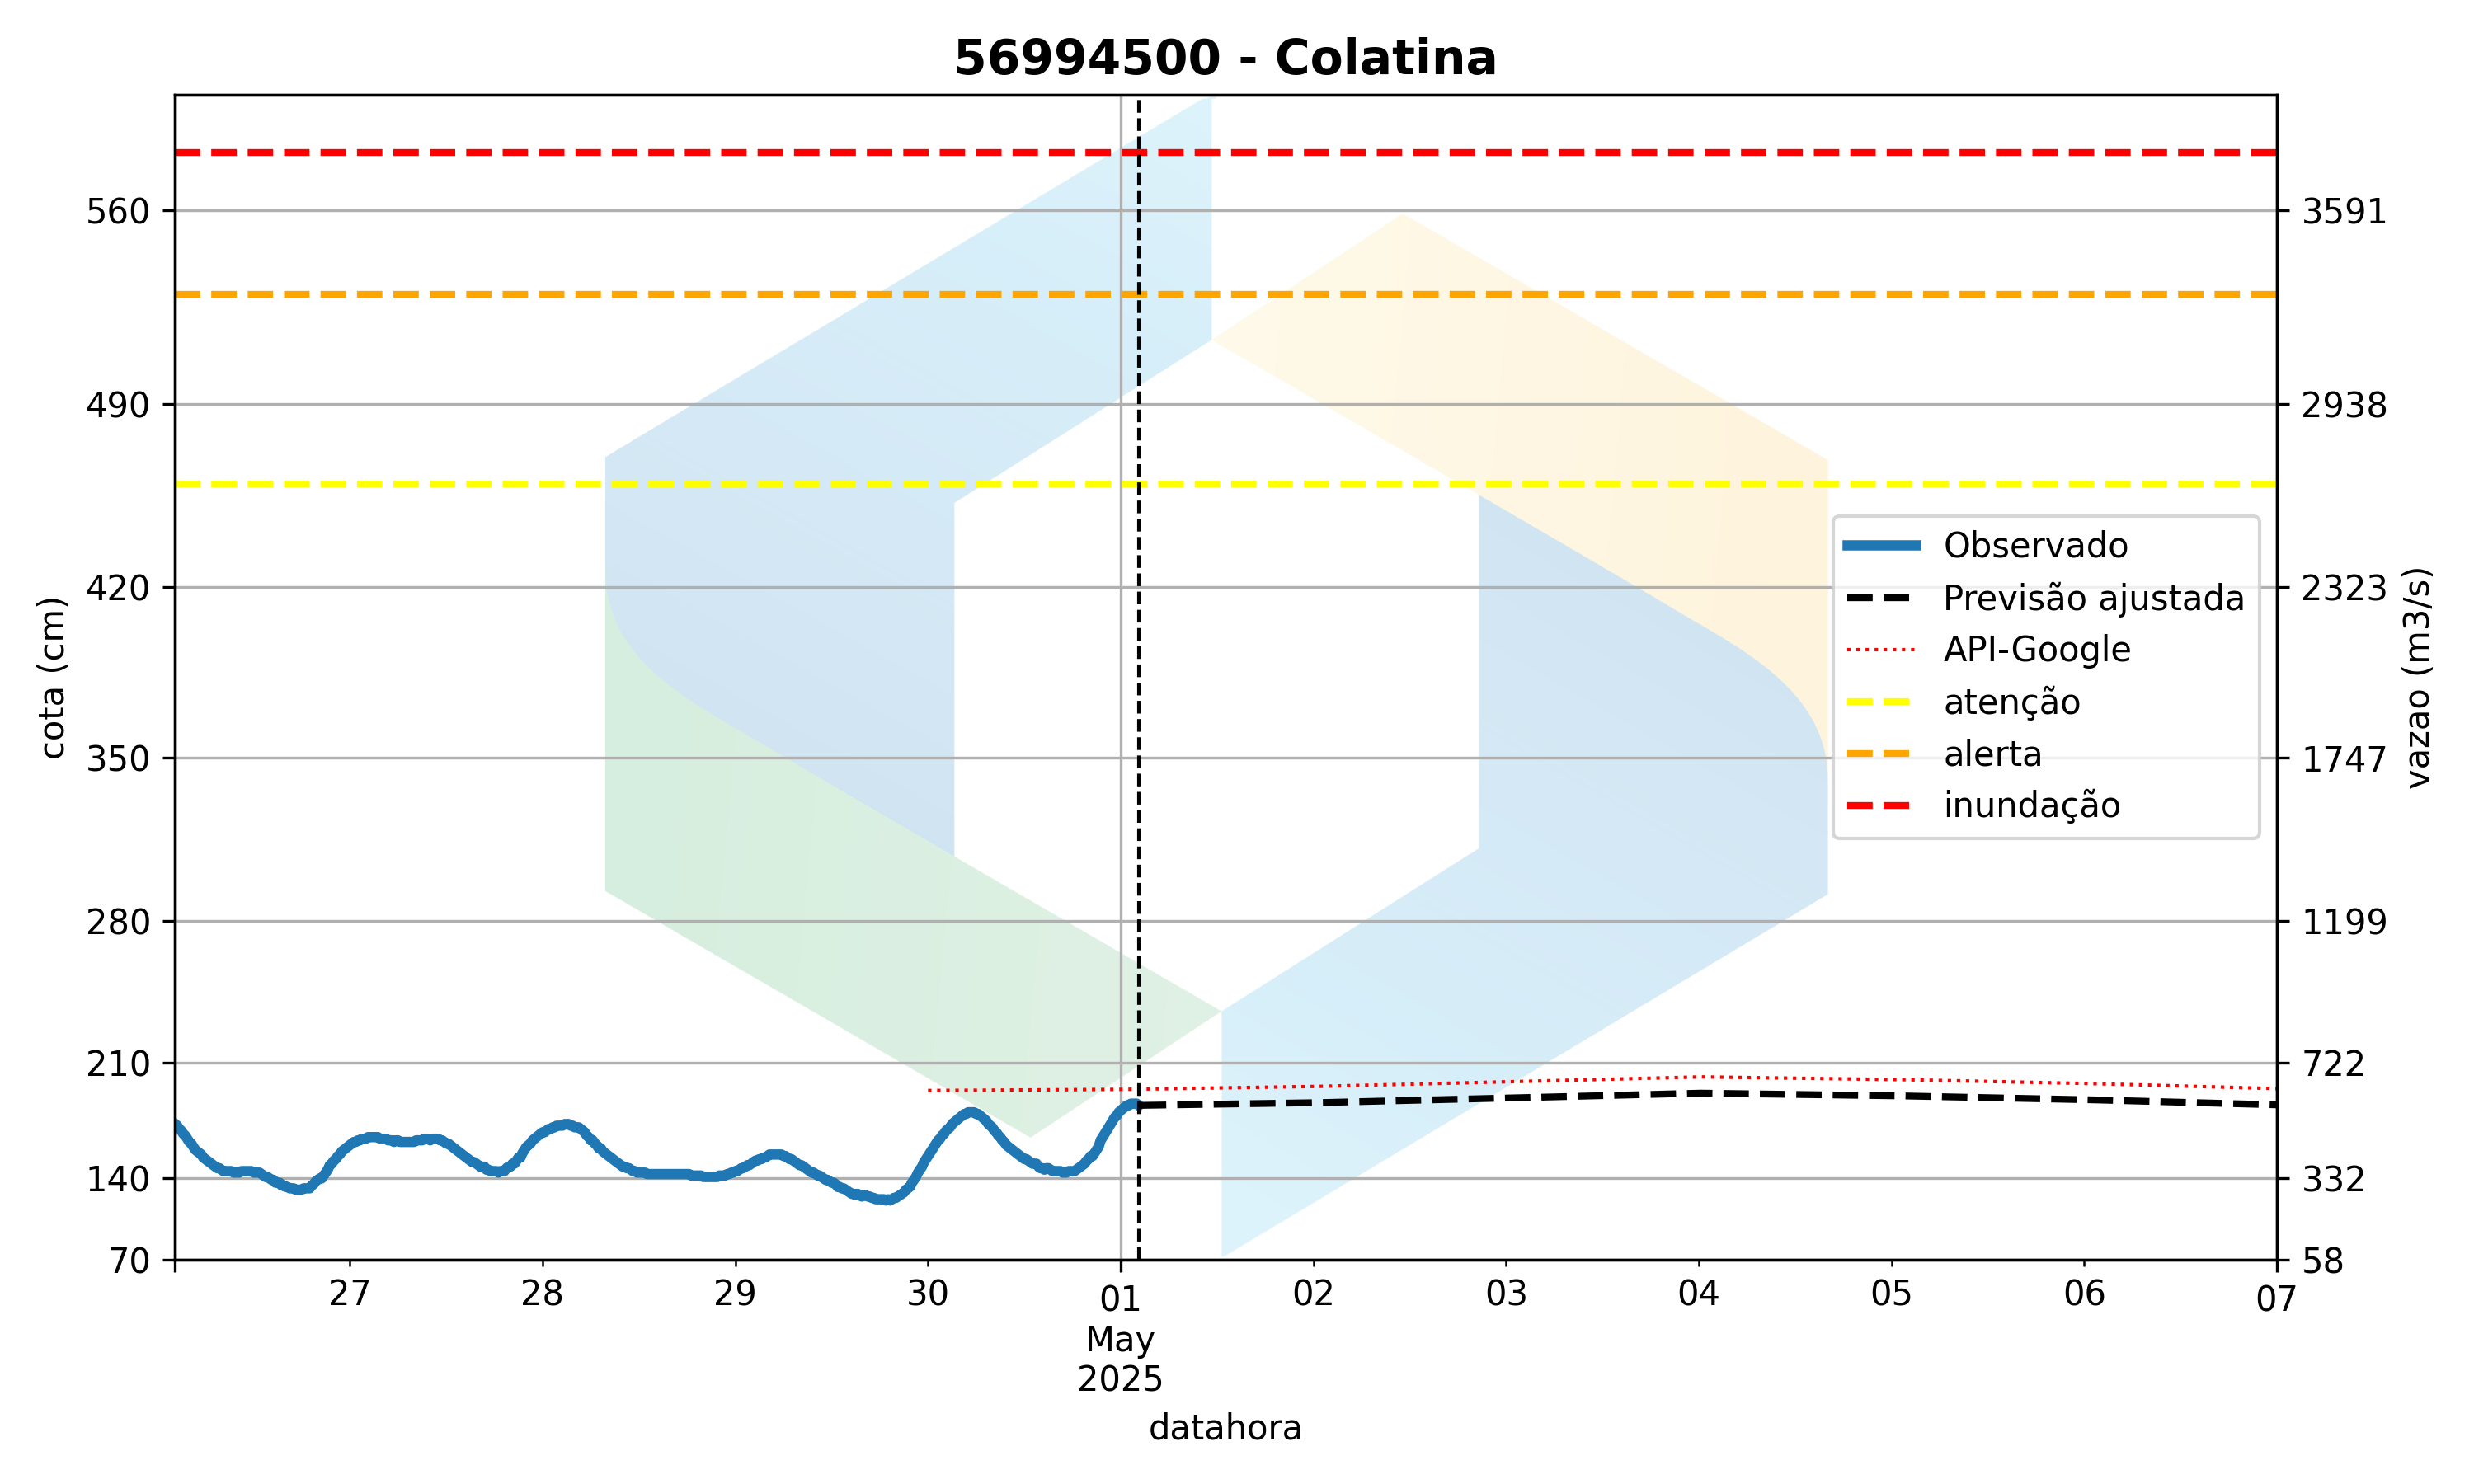 56994500 - Colatina
560
490
420
350
280
210
140
70
cota (cm)
3591
2938
2323
1747
1199
722
332
58
vazao (m3/s)
Observado
Previsão ajustada
API-Google
atenção
alerta
inundação
27 28 29 30 01 02 03 04 05 06 07
May
2025
datahora